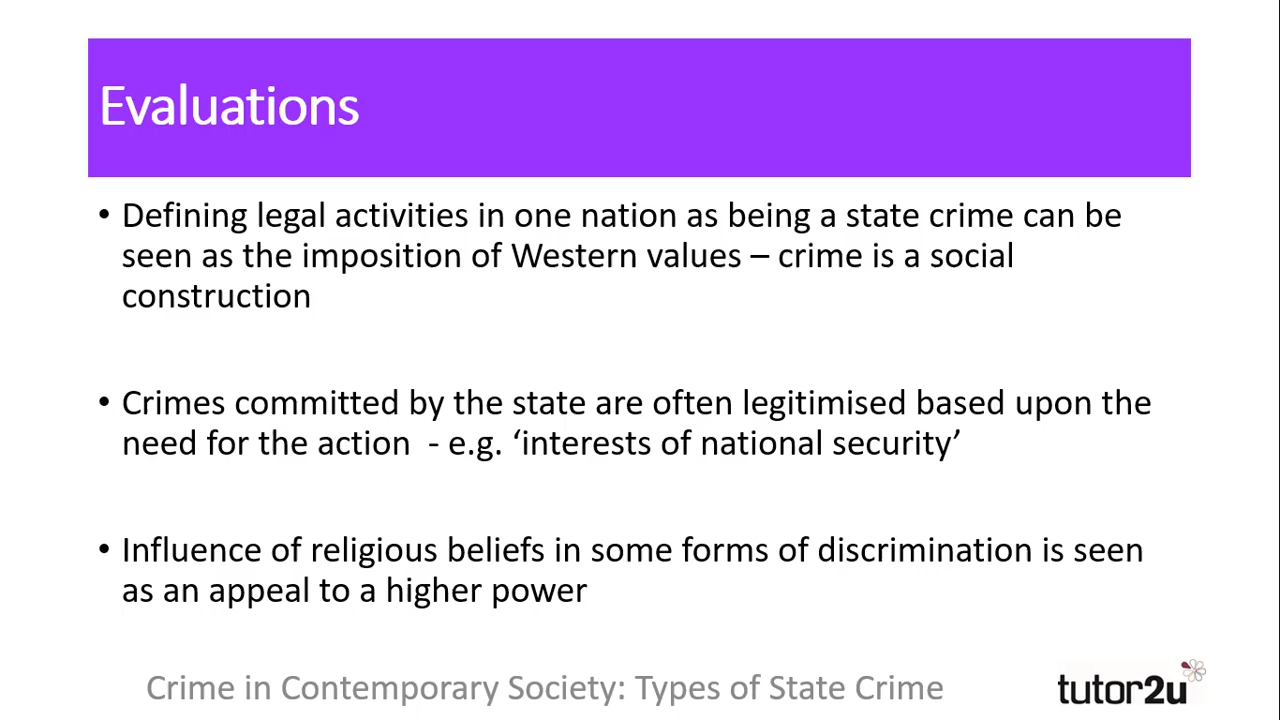 Evaluations
• Defining legal activities in one nation as being a state crime can be
seen as the imposition of Western values – crime is a social
construction
• Crimes committed by the state are often legitimised based upon the
need for the action  - e.g. ‘interests of national security’
• Influence of religious beliefs in some forms of discrimination is seen
as an appeal to a higher power
Crime in Contemporary Society: Types of State Crime
tutor2u